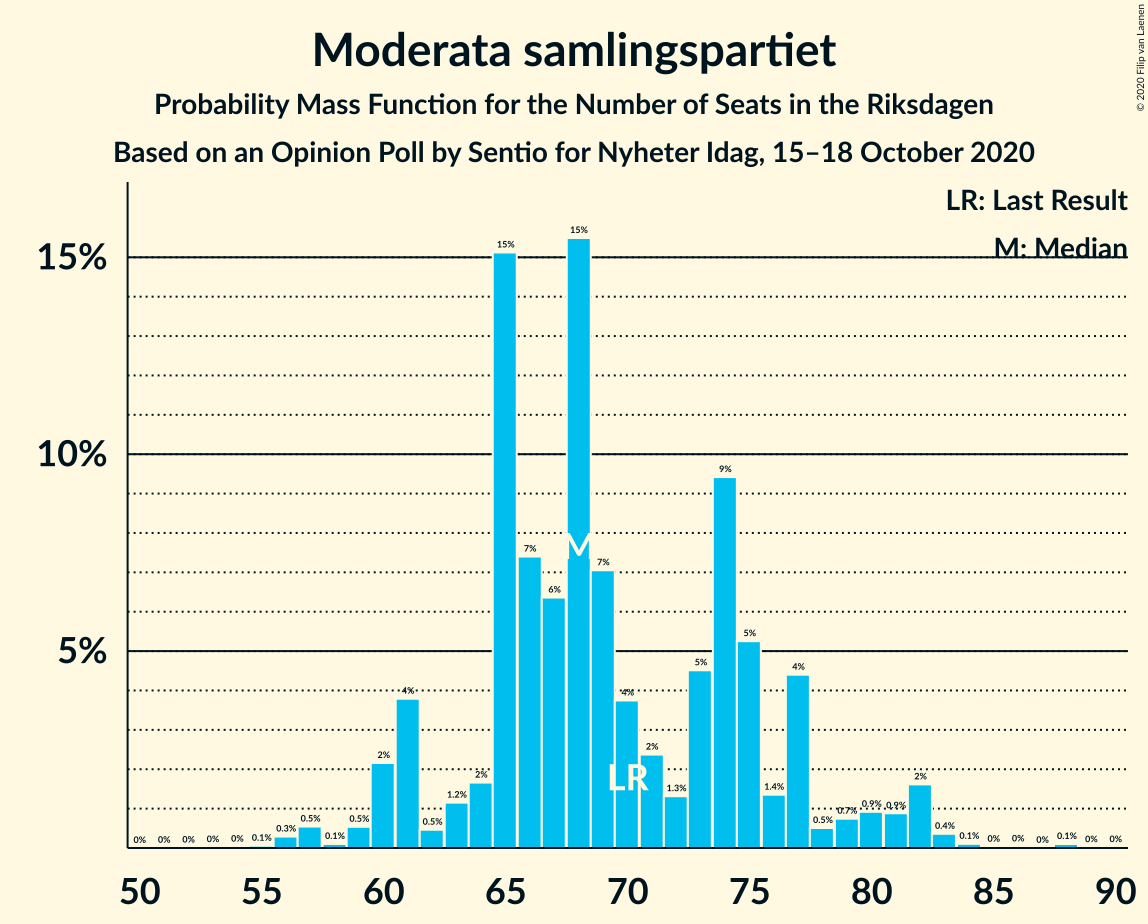 Moderata samlingspartiet
Probability Mass Function for the Number of Seats in the Riksdagen
Based on an Opinion Poll by Sentio for Nyheter Idag, 15–18 October 2020
© 2020 Filip van Laenen
LR: Last Result
M: Median
15%
10%
5%
0% 0% 0% 0% 0% 0.1% 0.3% 0.5% 0.1% 0.5% 2% 4% 0.5% 1.2% 2% 15% 7% 6% 15% 7% 4% 2% 1.3% 5% 9% 5% 1.4% 4% 0.5% 0.7% 0.9% 0.9% 2% 0.4% 0.1% 0% 0% 0% 0.1% 0% 0%
M
LR
50 55 60 65 70 75 80 85 90